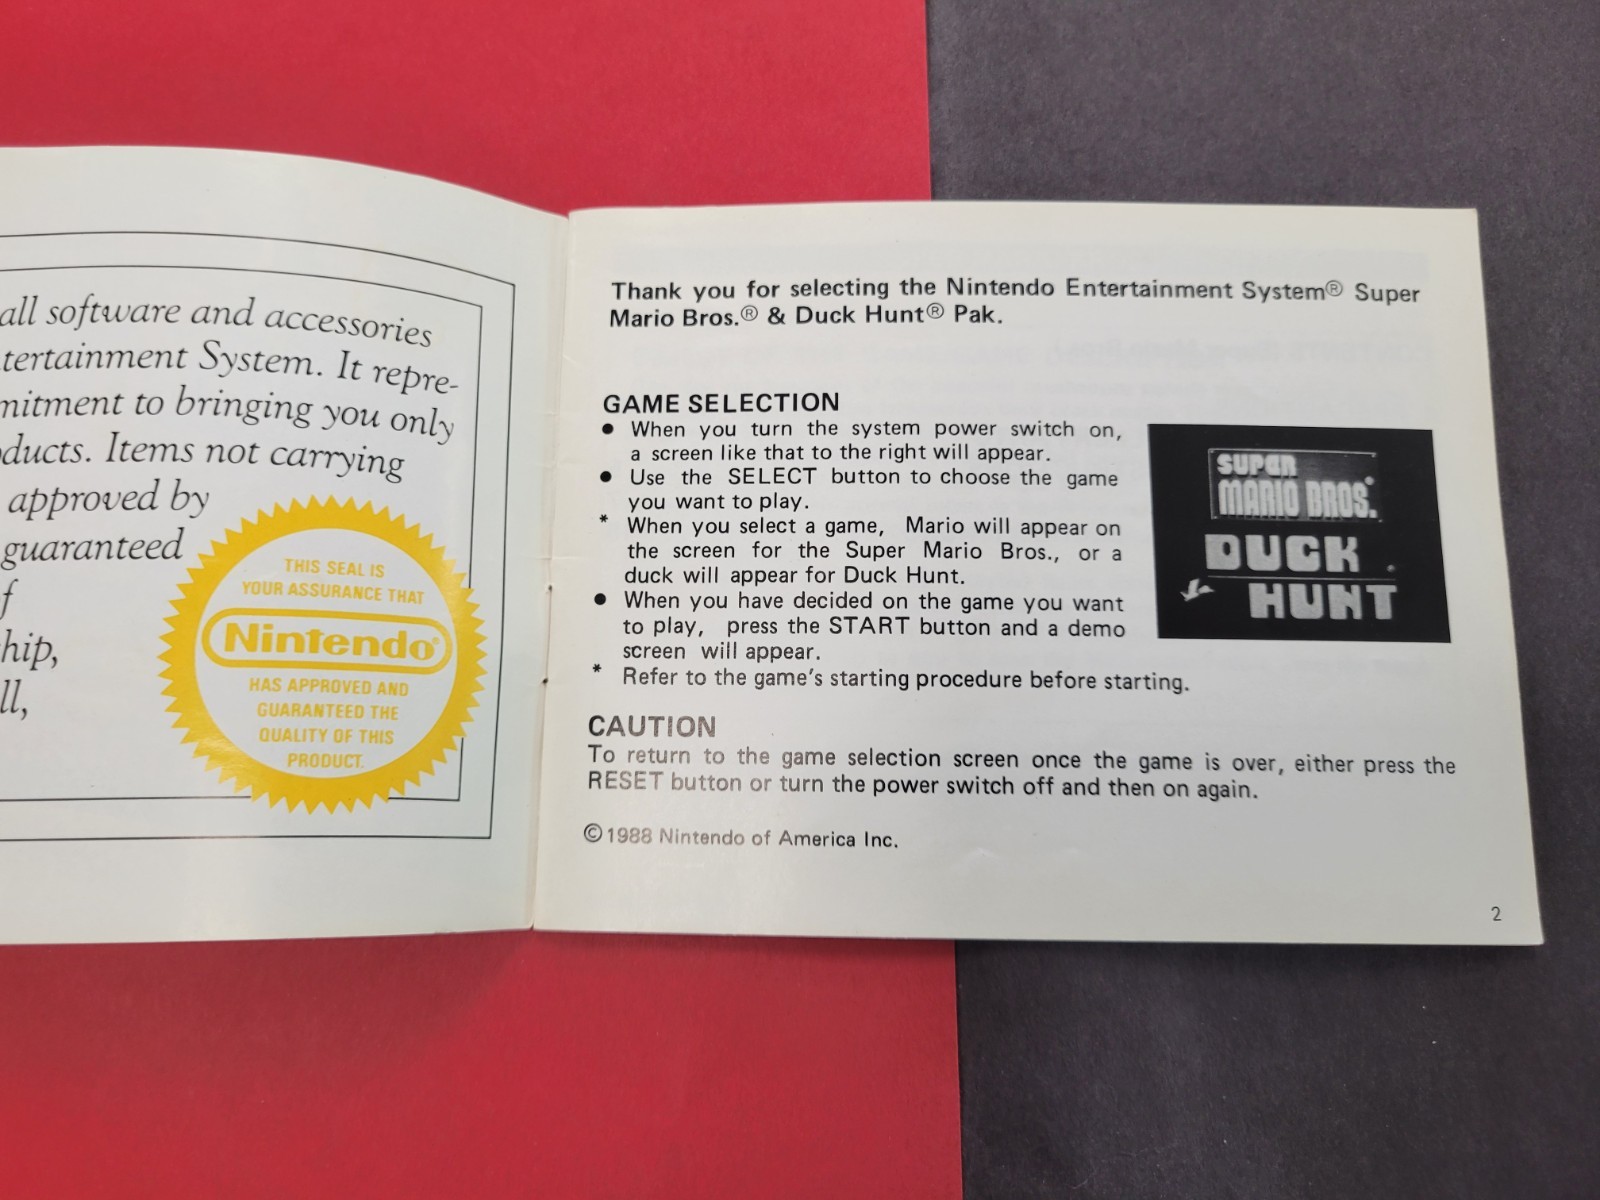 all software and accessories
tertainment System. It repre-
mitment to bringing you only
ducts. Items not carrying
approved by
guaranteed
f
hip,
ll,
THIS SEAL IS
YOUR ASSURANCE THAT
Nintendo®
HAS APPROVED AND
GUARANTEED THE
QUALITY OF THIS
PRODUCT.
Thank you for selecting the Nintendo Entertainment System® Super
Mario Bros.® & Duck Hunt® Pak.
GAME SELECTION
● When you turn the system power switch on,
a screen like that to the right will appear.
● Use the SELECT button to choose the game
you want to play.
* When you select a game, Mario will appear on
the screen for the Super Mario Bros., or a
duck will appear for Duck Hunt.
● When you have decided on the game you want
to play, press the START button and a demo
screen will appear.
* Refer to the game's starting procedure before starting.
SUPER
MARIO BROS.
DUCK
HUNT
CAUTION
To return to the game selection screen once the game is over, either press the
RESET button or turn the power switch off and then on again.
©1988 Nintendo of America Inc.
2